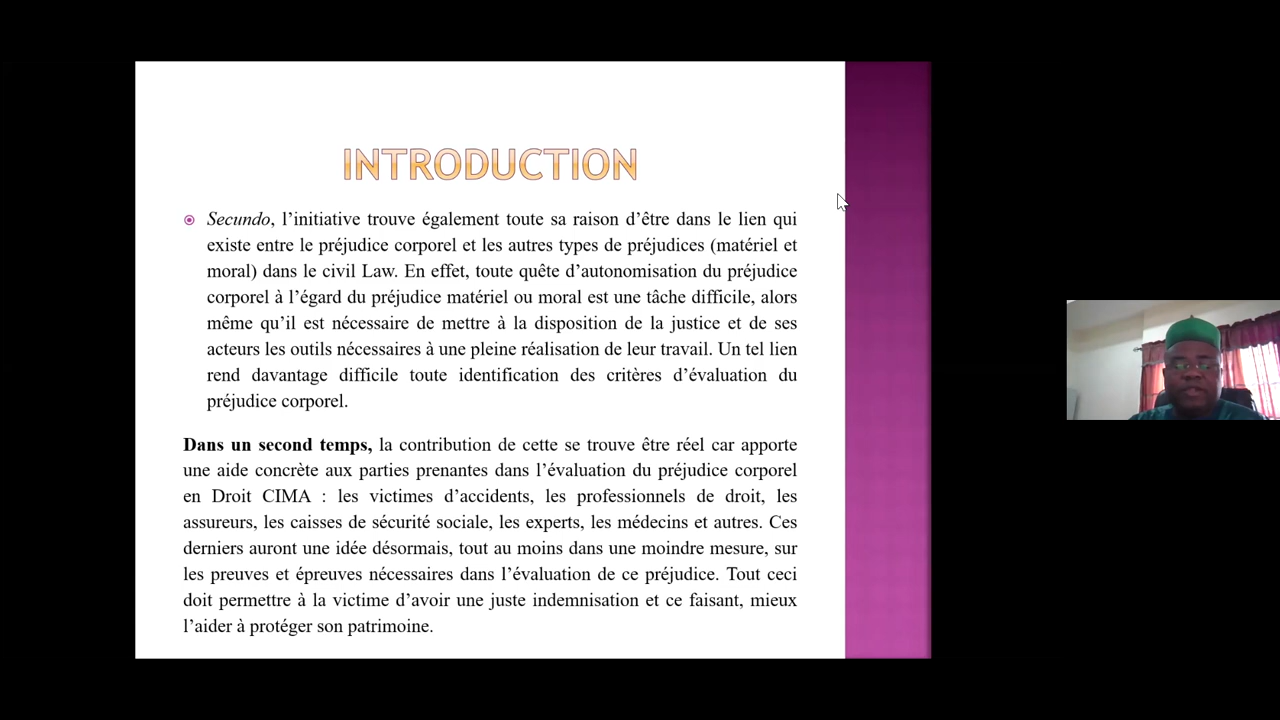 INTRODUCTION
Secundo, l’initiative trouve également toute sa raison d’être dans le lien qui
existe entre le préjudice corporel et les autres types de préjudices (matériel et
moral) dans le civil Law. En effet, toute quête d’autonomisation du préjudice
corporel à l’égard du préjudice matériel ou moral est une tâche difficile, alors
même qu’il est nécessaire de mettre à la disposition de la justice et de ses
acteurs les outils nécessaires à une pleine réalisation de leur travail. Un tel lien
rend davantage difficile toute identification des critères d’évaluation du
préjudice corporel.
Dans un second temps, la contribution de cette se trouve être réel car apporte
une aide concrète aux parties prenantes dans l’évaluation du préjudice corporel
en Droit CIMA : les victimes d’accidents, les professionnels de droit, les
assureurs, les caisses de sécurité sociale, les experts, les médecins et autres. Ces
derniers auront une idée désormais, tout au moins dans une moindre mesure, sur
les preuves et épreuves nécessaires dans l’évaluation de ce préjudice. Tout ceci
doit permettre à la victime d’avoir une juste indemnisation et ce faisant, mieux
l’aider à protéger son patrimoine.